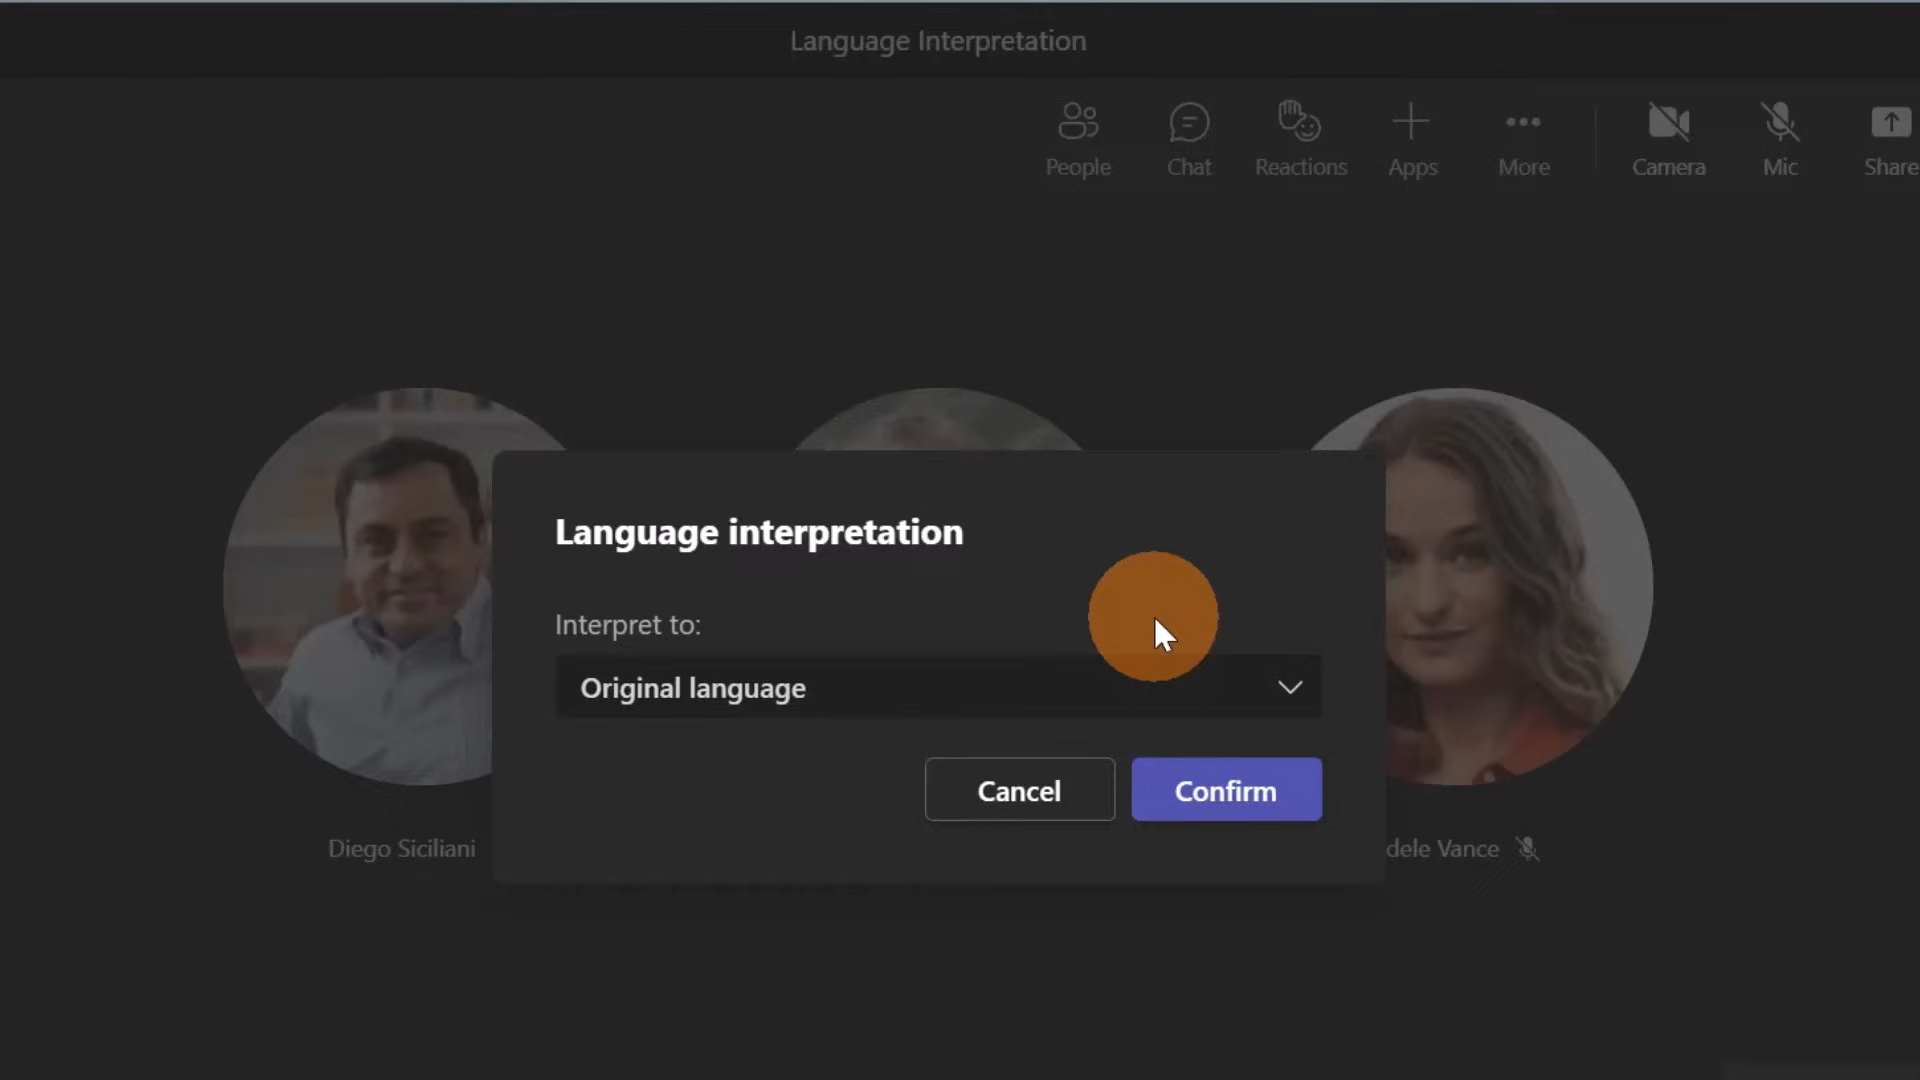 Language Interpretation
People
Chat
Reactions
Apps
More
Camera
Mic
Share
Language interpretation
Interpret to:
Original language
Cancel
Confirm
Diego Siciliani
dele Vance